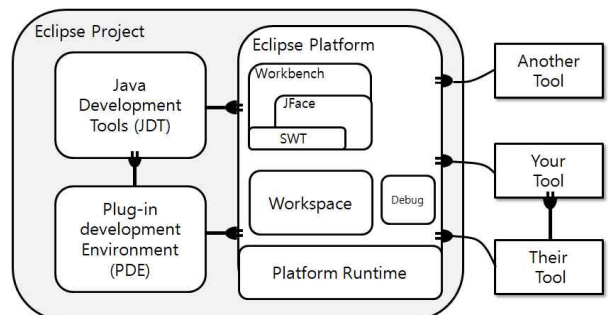 Eclipse Project
Java
Development
Tools (JDT)
Plug-in
development
Environment
(PDE)
Eclipse Platform
Workbench
JFace
SWT
Workspace
Debug
Platform Runtime
Another
Tool
Your
Tool
Their
Tool